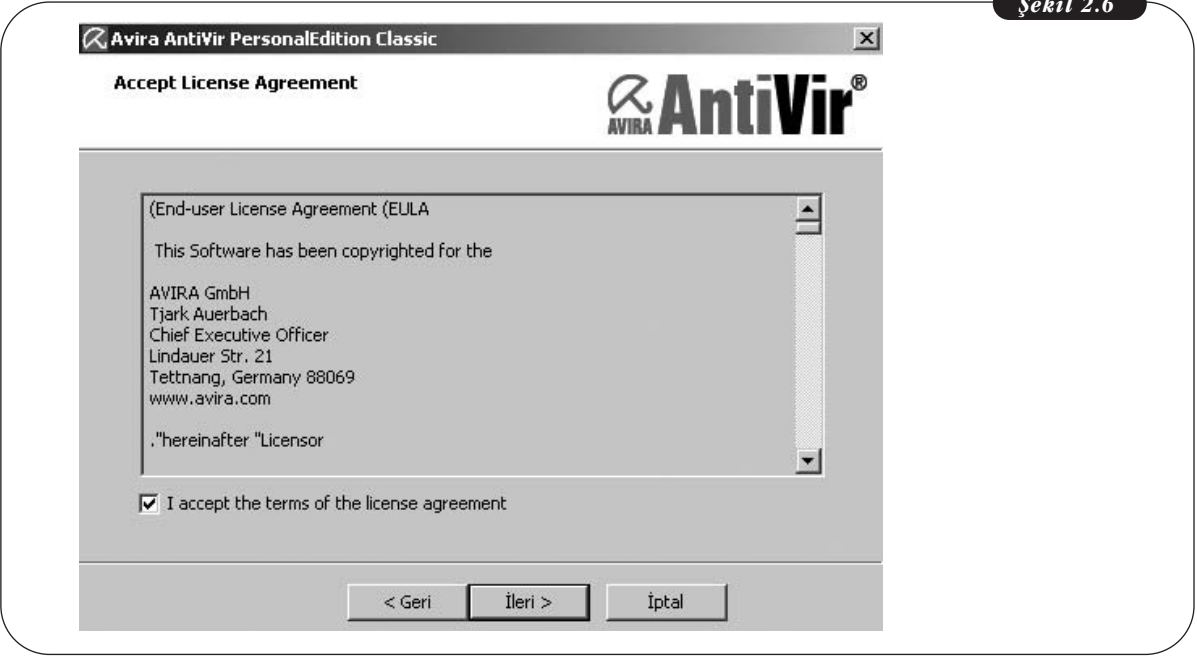 Şekil 2.6
Avira AntiVir PersonalEdition Classic
Accept License Agreement
AVIRA AntiVir®
(End-user License Agreement (EULA
This Software has been copyrighted for the
AVIRA GmbH
Tjark Auerbach
Chief Executive Officer
Lindauer Str. 21
Tettnang, Germany 88069
www.avira.com
."hereinafter "Licensor
I accept the terms of the license agreement
< Geri İleri > İptal